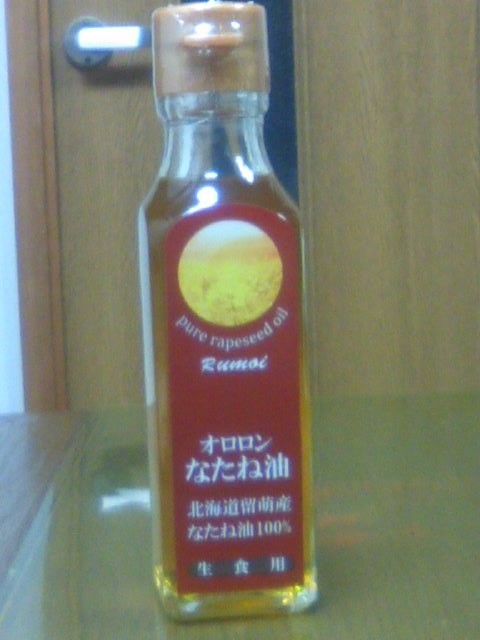 pure rapeseed oil
Rumoi
オロロン
なたね油
北海道留萌産
なたね油100%
生食用